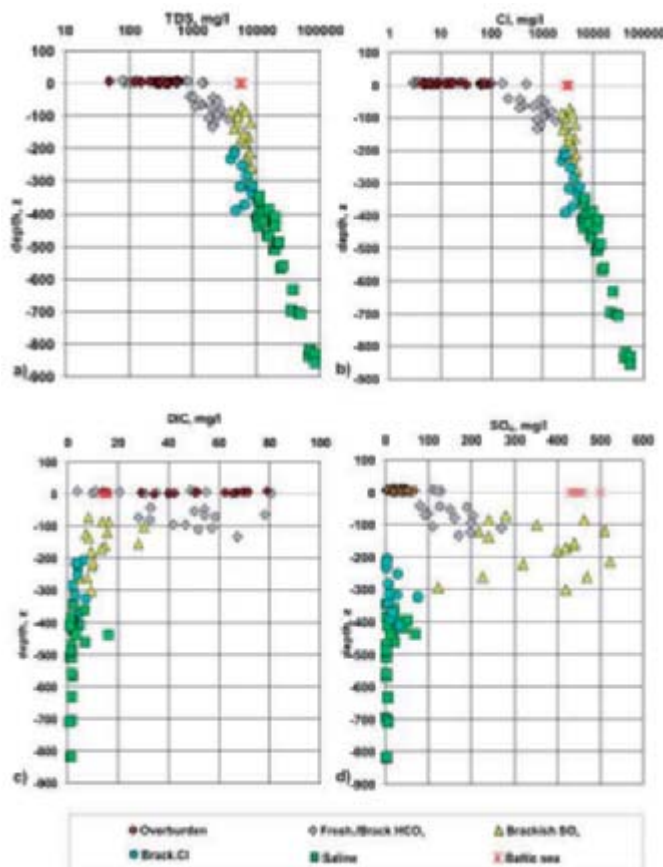 TDS, mg/l
10 100 1000 10000 100000
100
0
-100
-200
-300
-400
-500
-600
-700
-800
-900
depth, z
a)
Cl, mg/l
1 10 100 1000 10000 100000
100
0
-100
-200
-300
-400
-500
-600
-700
-800
-900
depth, z
b)
DIC, mg/l
0 20 40 60 80 100
100
0
-100
-200
-300
-400
-500
-600
-700
-800
-900
depth, z
c)
SO₄, mg/l
0 100 200 300 400 500 600
100
0
-100
-200
-300
-400
-500
-600
-700
-800
-900
depth, z
d)
Overburden Fresh./Brack HCO₃ Brackish SO₄
Brack.Cl Saline Baltic sea